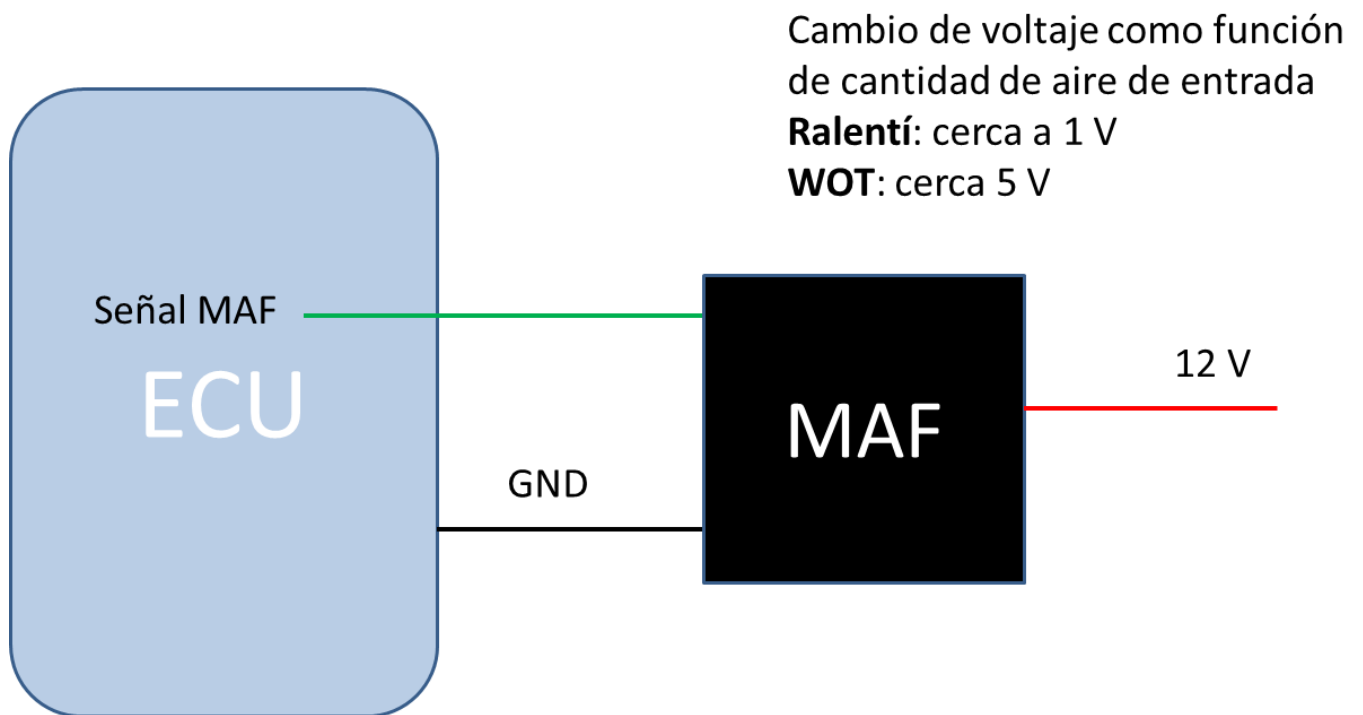 Cambio de voltaje como función
de cantidad de aire de entrada
Ralentí: cerca a 1 V
WOT: cerca 5 V
Señal MAF
ECU
GND
MAF
12 V